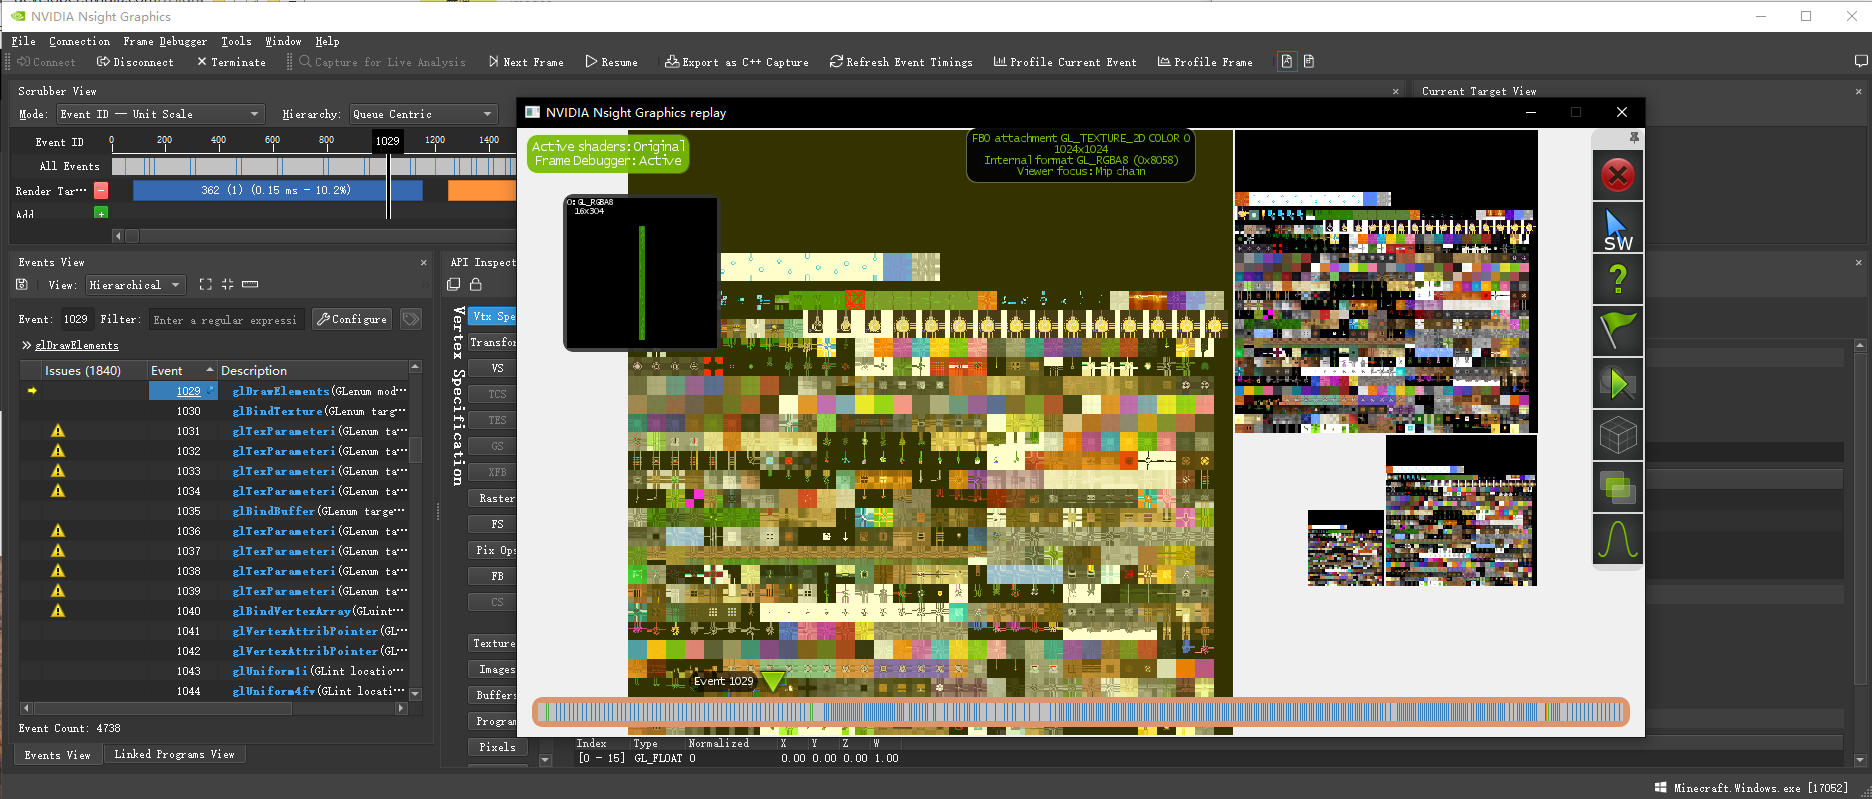 NVIDIA Nsight Graphics
File Connection Frame Debugger Tools Window Help
Connect Disconnect Terminate Capture for Live Analysis Next Frame Resume Export as C++ Capture Refresh Event Timings Profile Current Event Profile Frame
Scrubber View
Current Target View
Mode: Event ID — Unit Scale Hierarchy: Queue Centric
Event ID 0 200 400 600 800 1029 1200 1400
All Events
Render Tar··· 362 (1) (0.15 ms - 10.2%)
Add
NVIDIA Nsight Graphics replay
Active shaders: Original
Frame Debugger: Active
FBO attachment GL_TEXTURE_2D COLOR 0
1024x1024
Internal format GL_RGBA8 (0x8058)
Viewer focus: Mip chain
0: GL_RGBA8
16x304
SW
Event 1029
Events View
View: Hierarchical
Event: 1029 Filter: Enter a regular expressi Configure
glDrawElements
Issues (1840) Event Description
1029 glDrawElements(GLenum mod···
1030 glBindTexture(GLenum targ···
1031 glTexParameteri(GLenum ta···
1032 glTexParameteri(GLenum ta···
1033 glTexParameteri(GLenum ta···
1034 glTexParameteri(GLenum ta···
1035 glBindBuffer(GLenum targe···
1036 glTexParameteri(GLenum ta···
1037 glTexParameteri(GLenum ta···
1038 glTexParameteri(GLenum ta···
1039 glTexParameteri(GLenum ta···
1040 glBindVertexArray(GLuint···
1041 glVertexAttribPointer(GL···
1042 glVertexAttribPointer(GL···
1043 glUniform1i(GLint locatio···
1044 glUniform4fv(GLint locati···
Event Count: 4738
Events View Linked Programs View
API Inspect
Vertex Specification
Vtx Spe
Transfor
VS
TCS
TES
GS
XFB
Raster
FS
Pix Ops
FB
CS
Texture
Images
Buffers
Program
Pixels
Index Type Normalized X Y Z W
[0 - 15] GL_FLOAT 0 0.00 0.00 0.00 1.00
Minecraft.Windows.exe [17052]